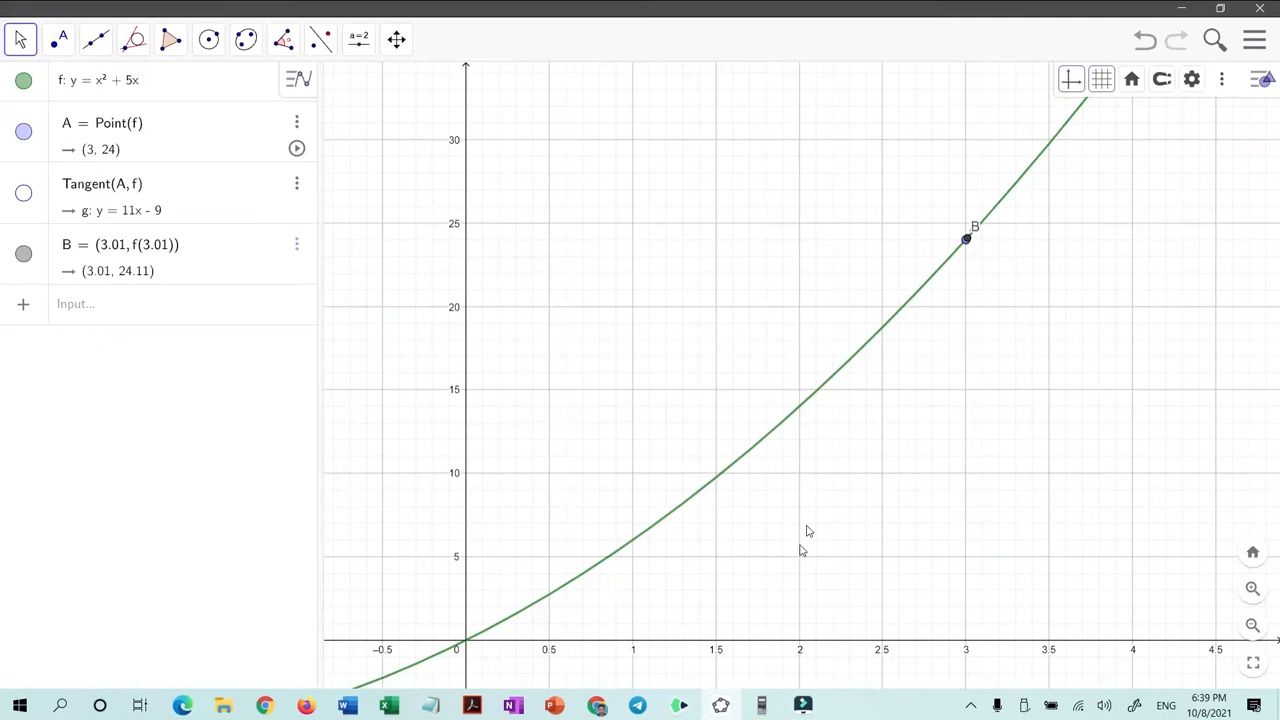 a=2
f: y = x² + 5x
A = Point(f)
→ (3, 24)
Tangent(A, f)
→ g: y = 11x - 9
B = (3.01, f(3.01))
→ (3.01, 24.11)
+ Input...
30
25
B
20
15
10
5
–0.5 0 0.5 1 1.5 2 2.5 3 3.5 4 4.5
ENG
6:39 PM
10/8/2021